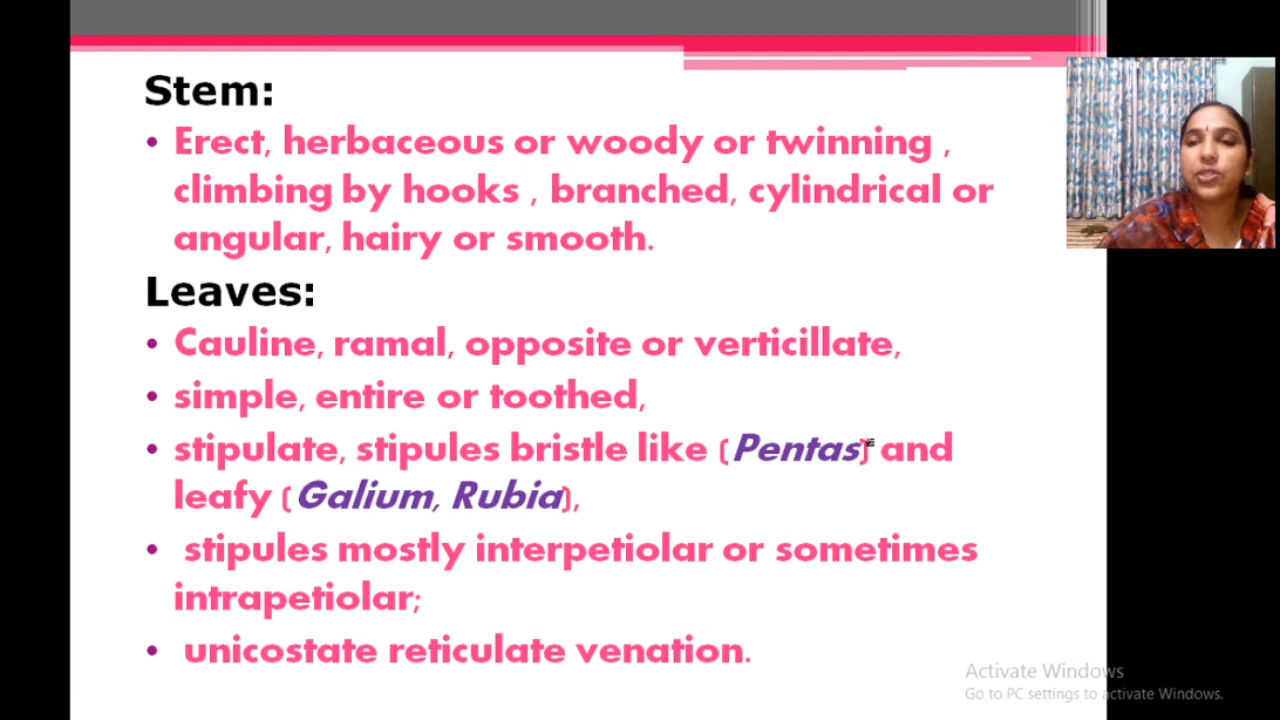 Stem:
• Erect, herbaceous or woody or twinning ,
climbing by hooks , branched, cylindrical or
angular, hairy or smooth.
Leaves:
• Cauline, ramal, opposite or verticillate,
• simple, entire or toothed,
• stipulate, stipules bristle like (Pentas) and
leafy (Galium, Rubia),
• stipules mostly interpetiolar or sometimes
intrapetiolar;
• unicostate reticulate venation.
Activate Windows
Go to PC settings to activate Windows.